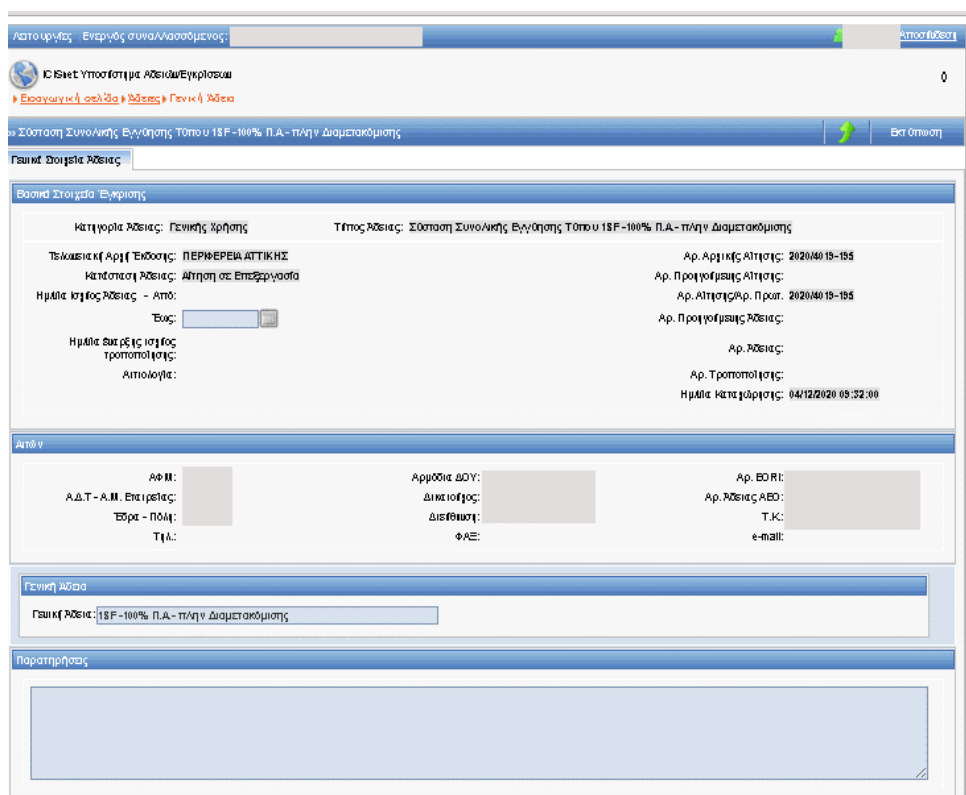 Λειτουργίες Ενεργός συναλλασσόμενος: Αποσύνδεση
ICISnet Υποσύστημα Αδειών/Εγκρίσεων 0
Εισαγωγική σελίδα Άδειες Γενική Άδεια
>> Σύσταση Συνολικής Εγγύησης Τύπου 1SF-100% Π.Α.- πλην Διαμετακόμισης Εκτύπωση
Γενικά Στοιχεία Άδειας
Βασικά Στοιχεία Έγκρισης
Κατηγορία Άδειας: Γενικής Χρήσης Τύπος Άδειας: Σύσταση Συνολικής Εγγύησης Τύπου 1SF-100% Π.Α.- πλην Διαμετακόμισης
Τελωνειακή Αρχή Έκδοσης: ΠΕΡΙΦΕΡΕΙΑ ΑΤΤΙΚΗΣ Αρ. Αρχικής Αίτησης: 2020/4019-195
Κατάσταση Άδειας: Αίτηση σε Επεξεργασία Αρ. Προηγούμενης Αίτησης:
Ημ/νία Ισχύος Άδειας - Από: Αρ. Αίτησης/Αρ. Πρωτ. 2020/4019-195
Έως: Αρ. Προηγούμενης Άδειας:
Ημ/νία έναρξης ισχύος
τροποποίησης: Αρ. Άδειας:
Αιτιολογία: Αρ. Τροποποίησης:
Ημ/νία Καταχώρισης: 04/12/2020 09:32:00
Αιτών
ΑΦΜ: Αρμόδια ΔΟΥ: Αρ. EORI:
Α.Δ.Τ - Α.Μ. Εταιρείας: Δικαιούχος: Αρ. Άδειας ΑΕΟ:
Έδρα - Πόλη: Διεύθυνση: Τ.Κ.:
Τηλ.: ΦΑΞ: e-mail:
Γενική Άδεια
Γενική Άδεια: 1SF-100% Π.Α.- πλην Διαμετακόμισης
Παρατηρήσεις